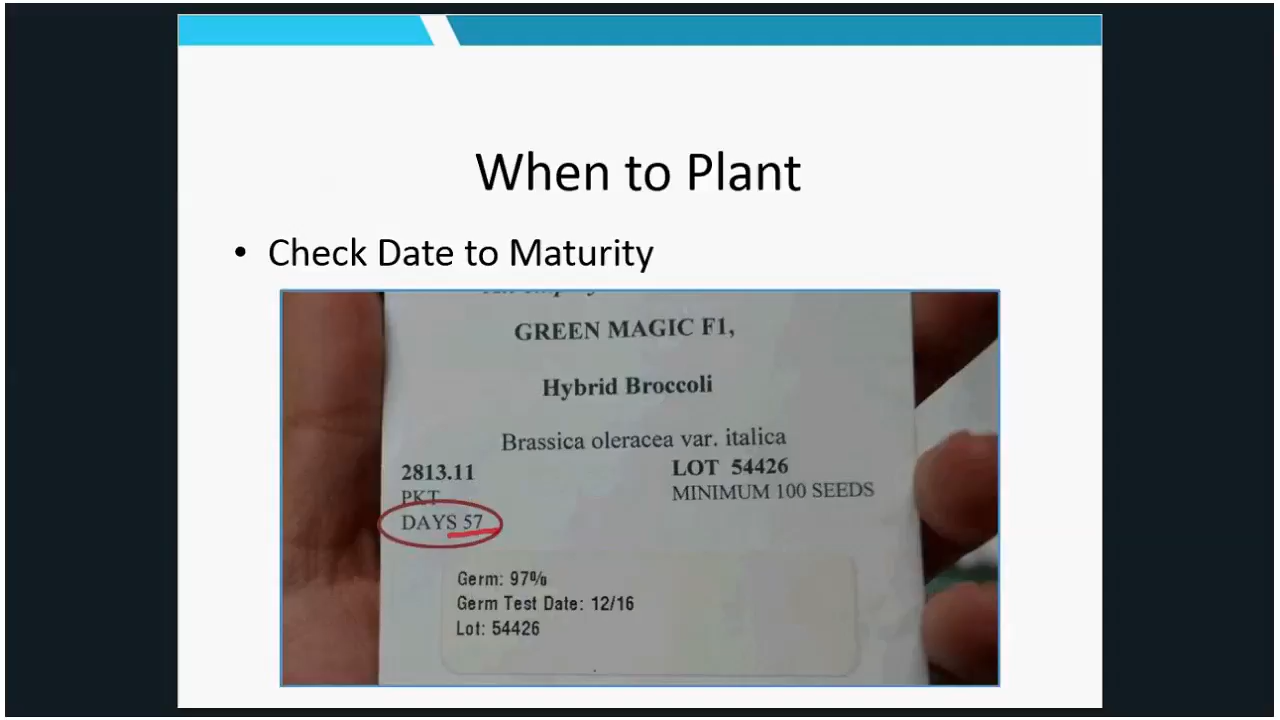 When to Plant
• Check Date to Maturity
GREEN MAGIC F1,
Hybrid Broccoli
Brassica oleracea var. italica
2813.11
LOT 54426
PKT
MINIMUM 100 SEEDS
DAYS 57
Germ: 97%
Germ Test Date: 12/16
Lot: 54426